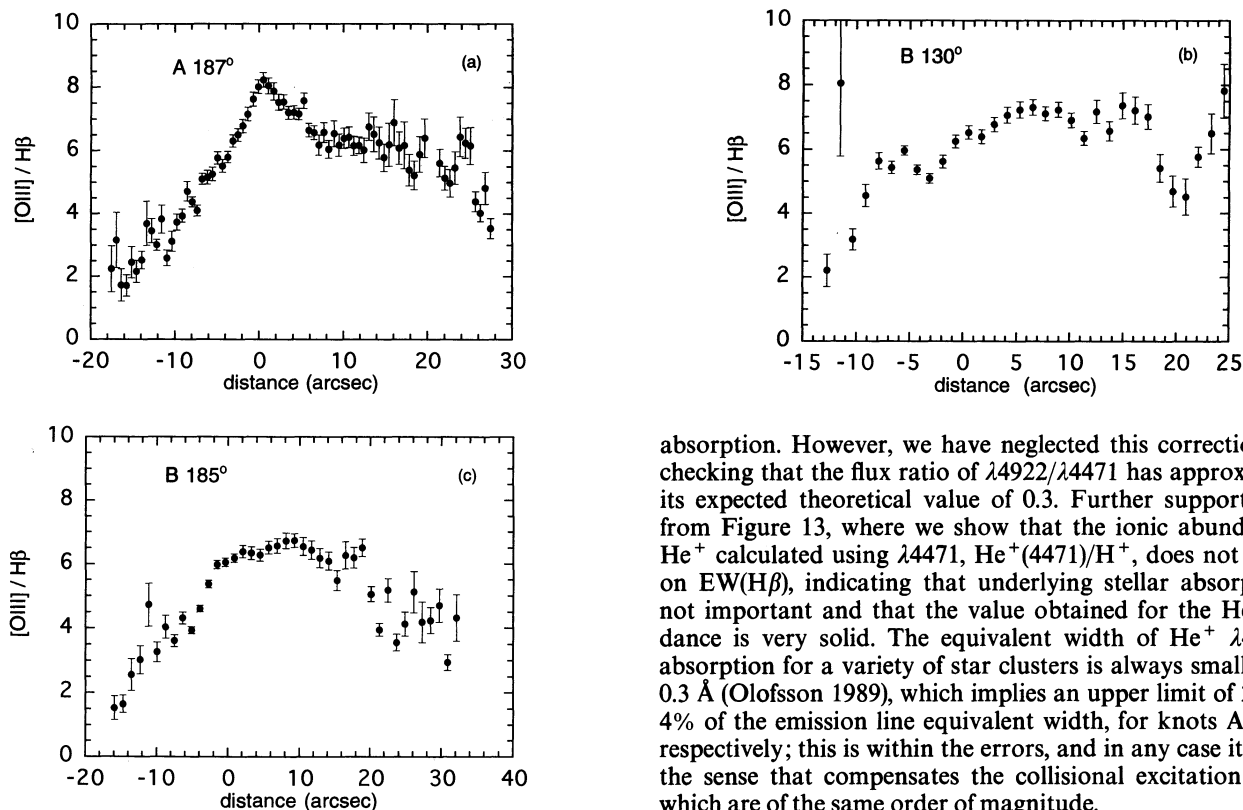 10
8
6
4
2
0
[OIII] / Hβ
A 187º
(a)
-20 -10 0 10 20 30
distance (arcsec)
10
8
6
4
2
0
[OIII] / Hβ
B 130º
(b)
-15 -10 -5 0 5 10 15 20 25
distance (arcsec)
10
8
6
4
2
0
[OIII] / Hβ
B 185º
(c)
-20 -10 0 10 20 30 40
distance (arcsec)
absorption. However, we have neglected this correctio
checking that the flux ratio of λ4922/λ4471 has approx
its expected theoretical value of 0.3. Further support
from Figure 13, where we show that the ionic abund
He⁺ calculated using λ4471, He⁺(4471)/H⁺, does not
on EW(Hβ), indicating that underlying stellar absorp
not important and that the value obtained for the He
dance is very solid. The equivalent width of He⁺
absorption for a variety of star clusters is always small
0.3 Å (Olofsson 1989), which implies an upper limit of
4% of the emission line equivalent width, for knots A
respectively; this is within the errors, and in any case it
the sense that compensates the collisional excitation
which are of the same order of magnitude.